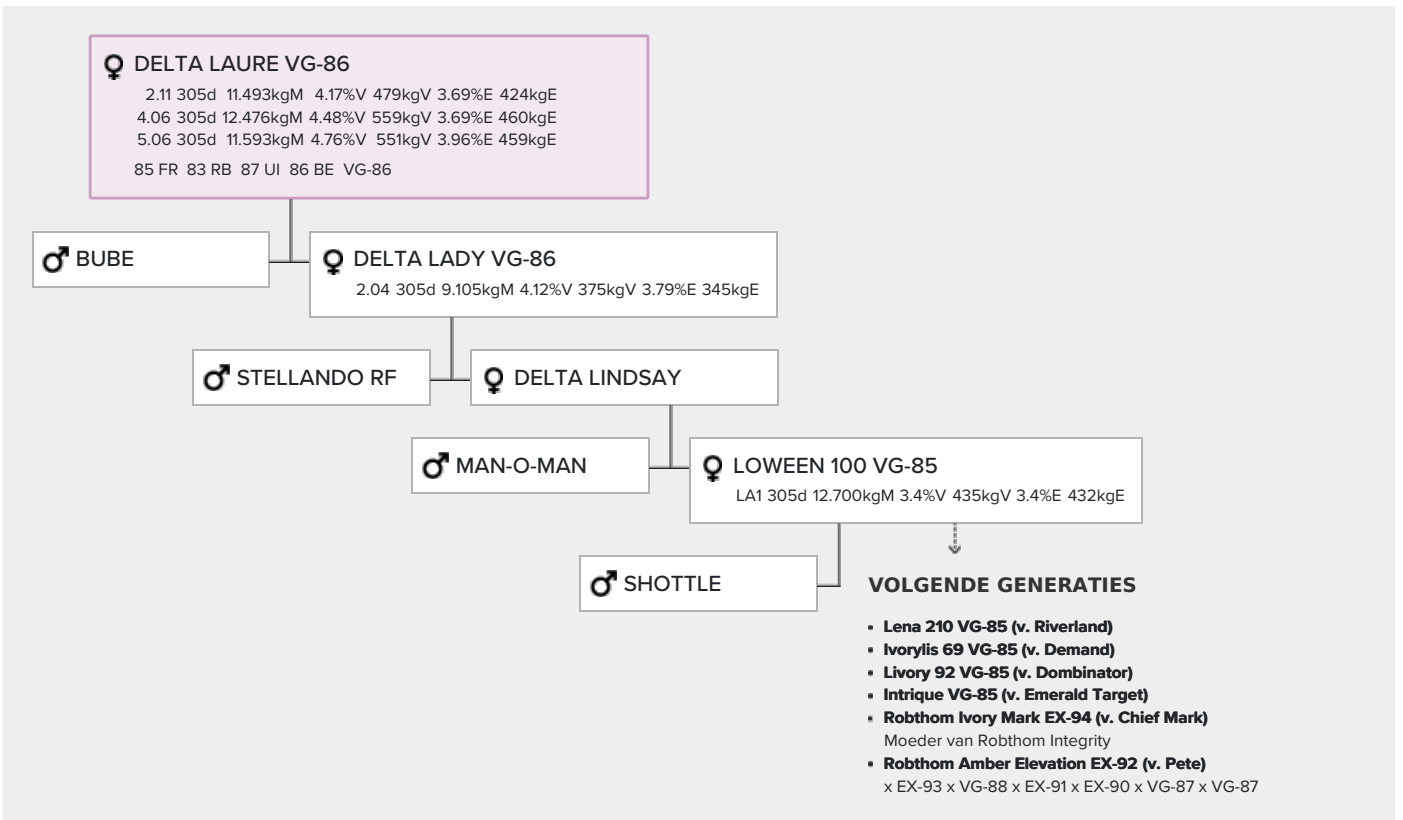 DELTA LAURE VG-86
2.11 305d 11.493kgM 4.17%V 479kgV 3.69%E 424kgE
4.06 305d 12.476kgM 4.48%V 559kgV 3.69%E 460kgE
5.06 305d 11.593kgM 4.76%V 551kgV 3.96%E 459kgE
85 FR 83 RB 87 UI 86 BE VG-86
BUBE
DELTA LADY VG-86
2.04 305d 9.105kgM 4.12%V 375kgV 3.79%E 345kgE
STELLANDO RF
DELTA LINDSAY
MAN-O-MAN
LOWEEN 100 VG-85
LA1 305d 12.700kgM 3.4%V 435kgV 3.4%E 432kgE
SHOTTLE
VOLGENDE GENERATIES
• Lena 210 VG-85 (v. Riverland)
• Ivorylis 69 VG-85 (v. Demand)
• Livory 92 VG-85 (v. Dombinator)
• Intrique VG-85 (v. Emerald Target)
• Robthom Ivory Mark EX-94 (v. Chief Mark)
Moeder van Robthom Integrity
• Robthom Amber Elevation EX-92 (v. Pete)
x EX-93 x VG-88 x EX-91 x EX-90 x VG-87 x VG-87